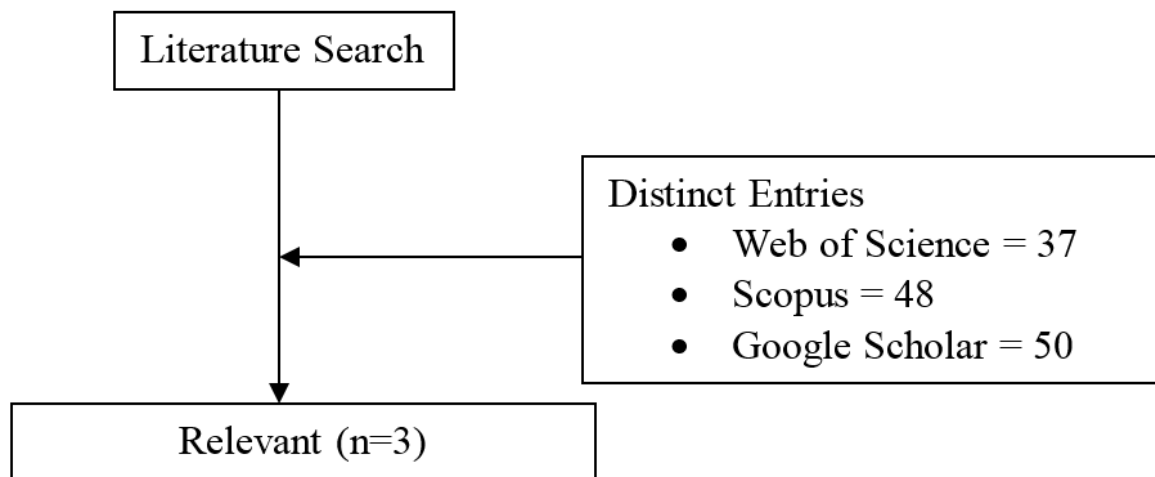 Literature Search
Distinct Entries
• Web of Science = 37
• Scopus = 48
• Google Scholar = 50
Relevant (n=3)